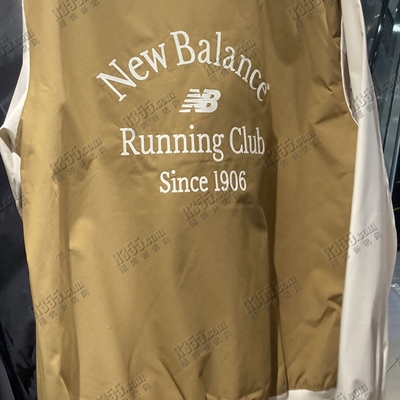 New Balance
NB
Running Club
Since 1906